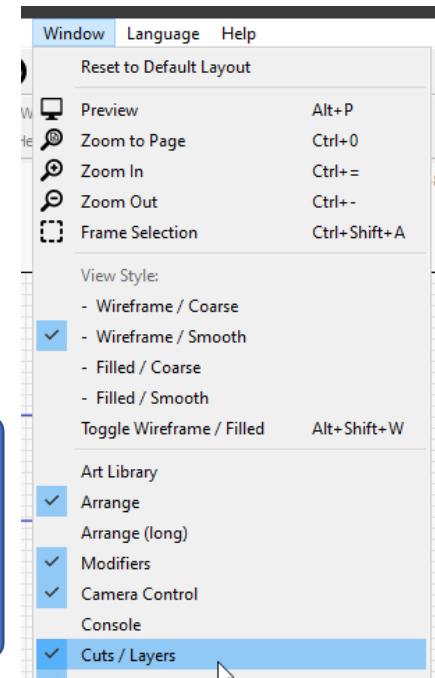 Window Language Help
Reset to Default Layout
Preview Alt+P
Zoom to Page Ctrl+0
Zoom In Ctrl+=
Zoom Out Ctrl+-
Frame Selection Ctrl+Shift+A
View Style:
- Wireframe / Coarse
- Wireframe / Smooth
- Filled / Coarse
- Filled / Smooth
Toggle Wireframe / Filled Alt+Shift+W
Art Library
Arrange
Arrange (long)
Modifiers
Camera Control
Console
Cuts / Layers